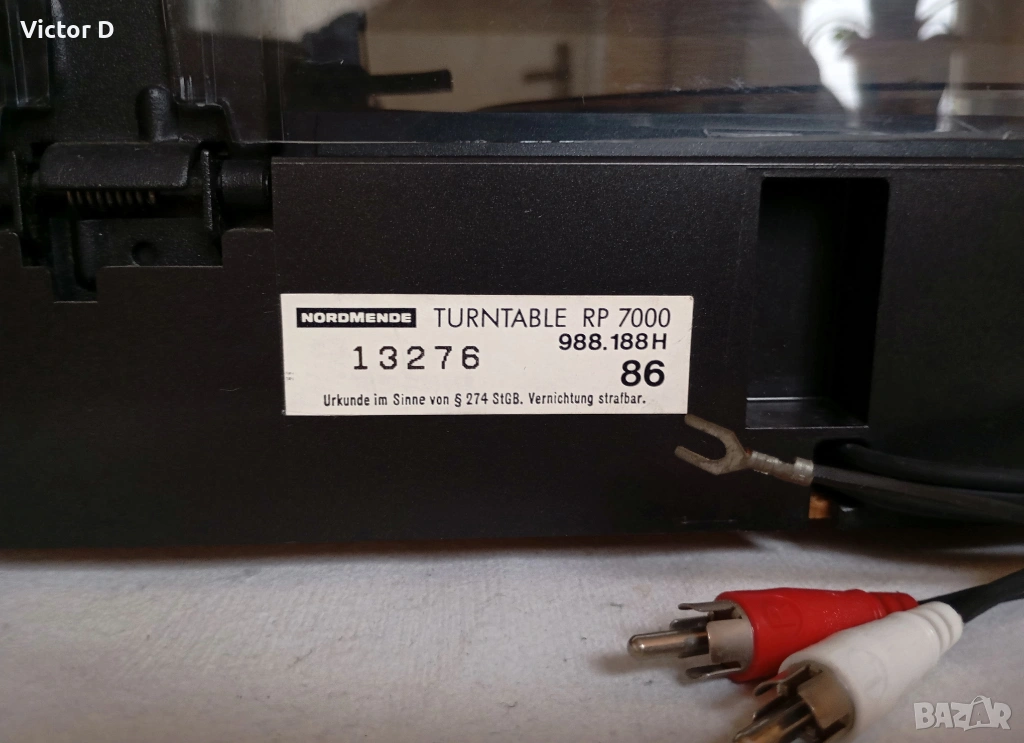 Victor D
NORDMENDE TURNTABLE RP 7000
988.188H
13276
86
Urkunde im Sinne von § 274 StGB. Vernichtung strafbar.
BAZAR